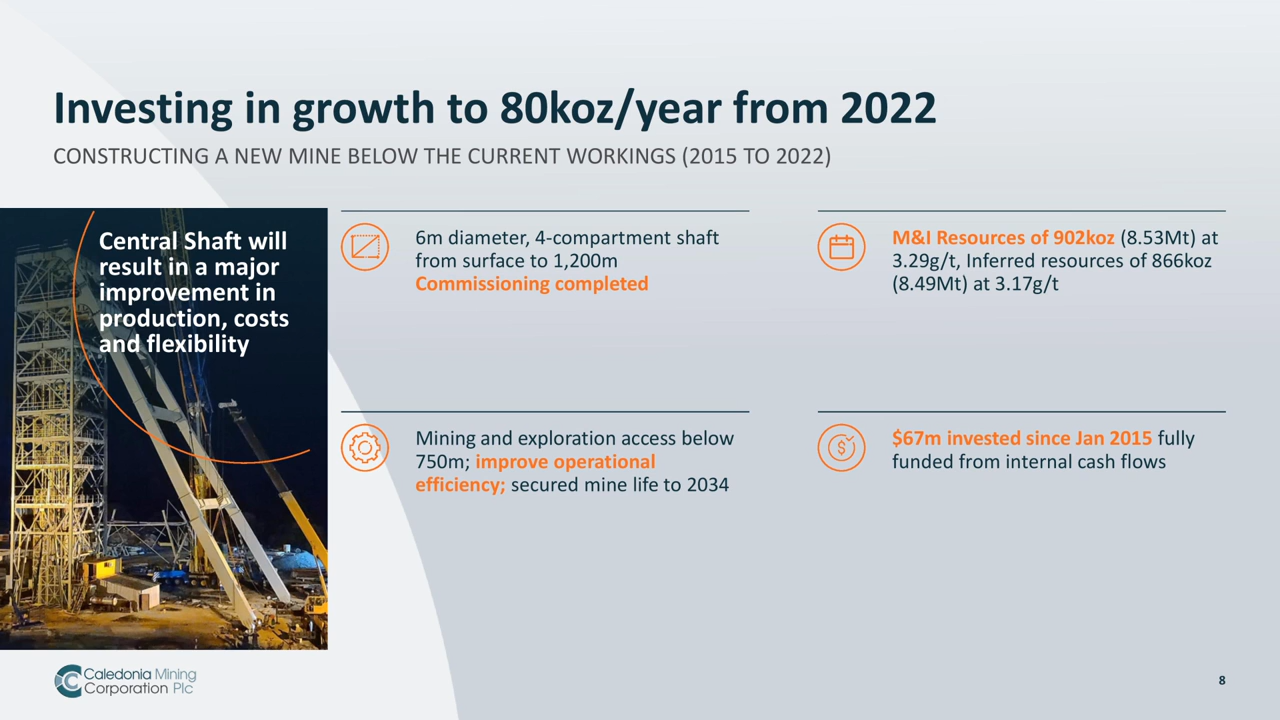 Investing in growth to 80koz/year from 2022
CONSTRUCTING A NEW MINE BELOW THE CURRENT WORKINGS (2015 TO 2022)
Central Shaft will
result in a major
improvement in
production, costs
and flexibility
6m diameter, 4-compartment shaft
from surface to 1,200m
Commissioning completed
M&I Resources of 902koz (8.53Mt) at
3.29g/t, Inferred resources of 866koz
(8.49Mt) at 3.17g/t
Mining and exploration access below
750m; improve operational
efficiency; secured mine life to 2034
$
$67m invested since Jan 2015 fully
funded from internal cash flows
Caledonia Mining
Corporation Plc
8